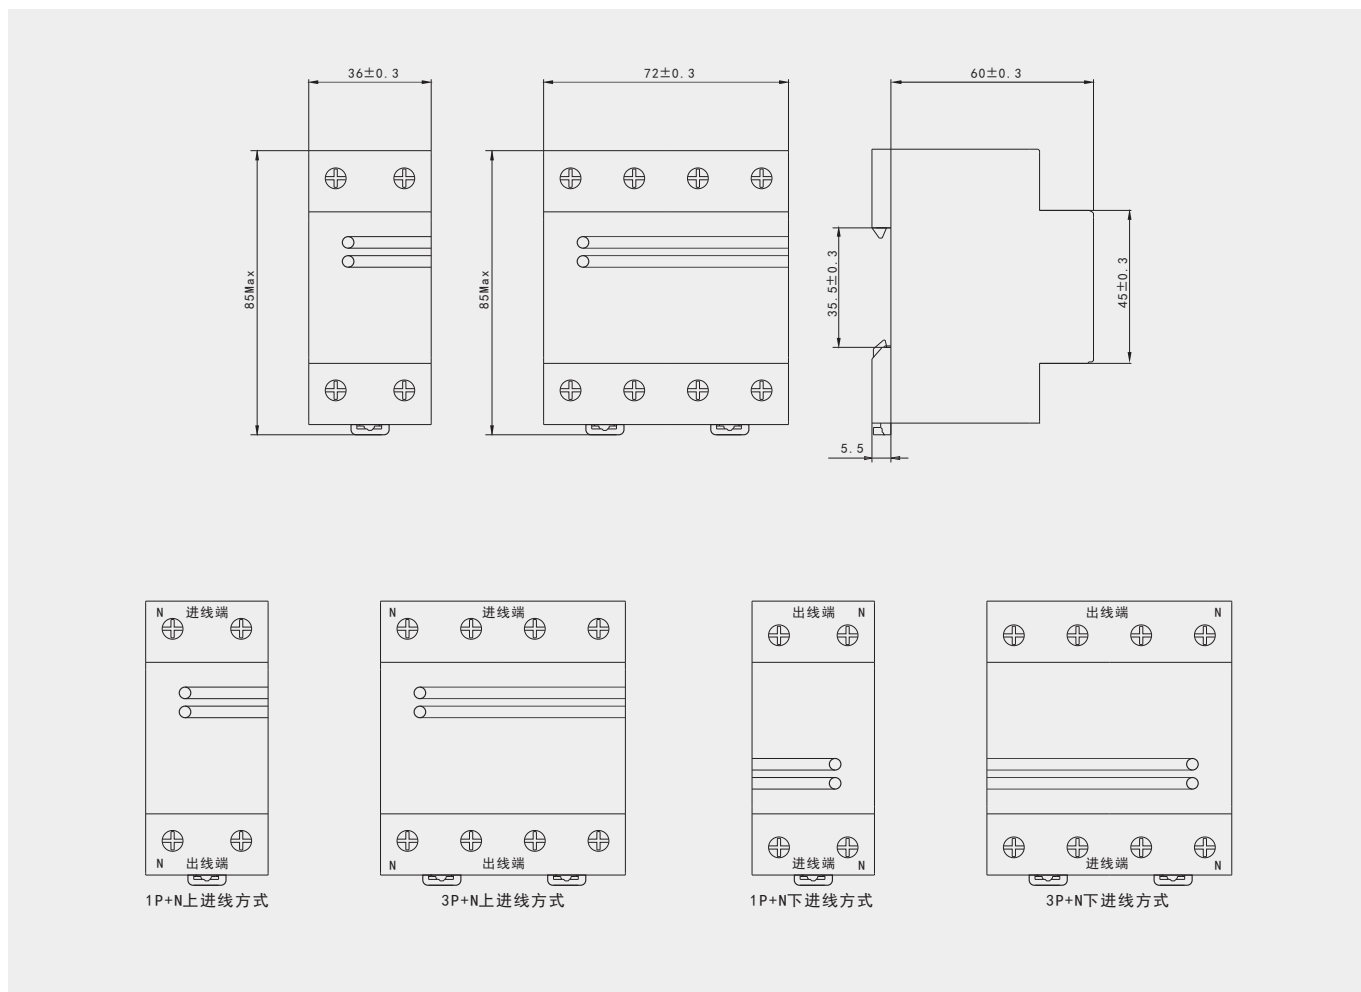 36±0.3
72±0.3
60±0.3
85Max
85Max
35.5±0.3
45±0.3
5.5
N 进线端
N 进线端
出线端 N
出线端 N
N 出线端
N 出线端
进线端 N
进线端 N
1P+N上进线方式
3P+N上进线方式
1P+N下进线方式
3P+N下进线方式